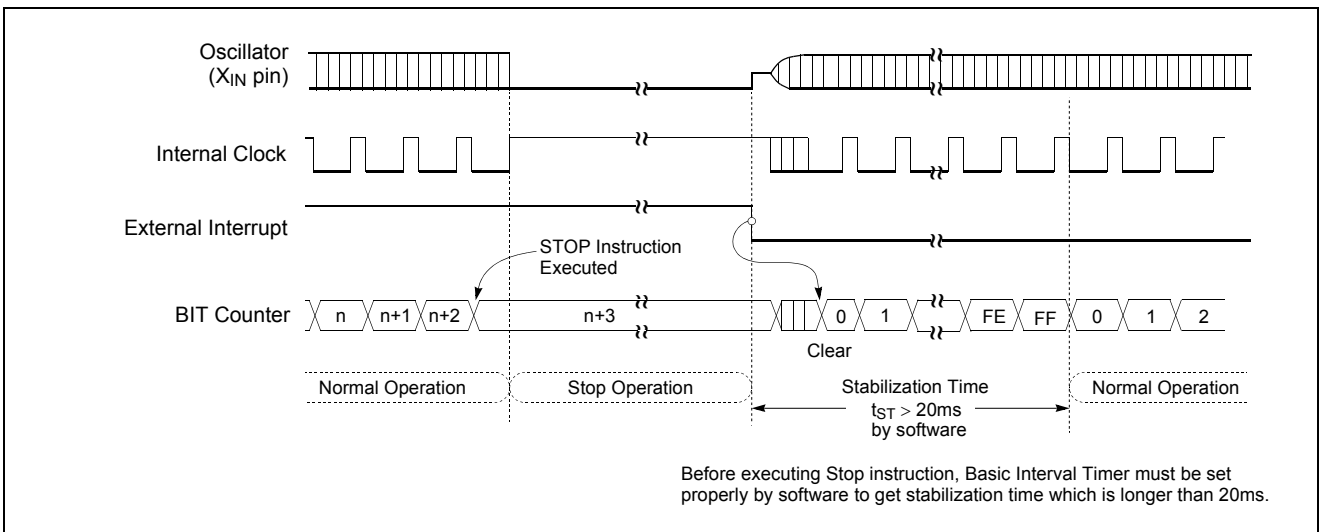 Oscillator
(XIN pin)
Internal Clock
External Interrupt
STOP Instruction
Executed
BIT Counter
n n+1 n+2 n+3 0 1 FE FF 0 1 2
Clear
Normal Operation Stop Operation Stabilization Time Normal Operation
tST > 20ms
by software
Before executing Stop instruction, Basic Interval Timer must be set
properly by software to get stabilization time which is longer than 20ms.